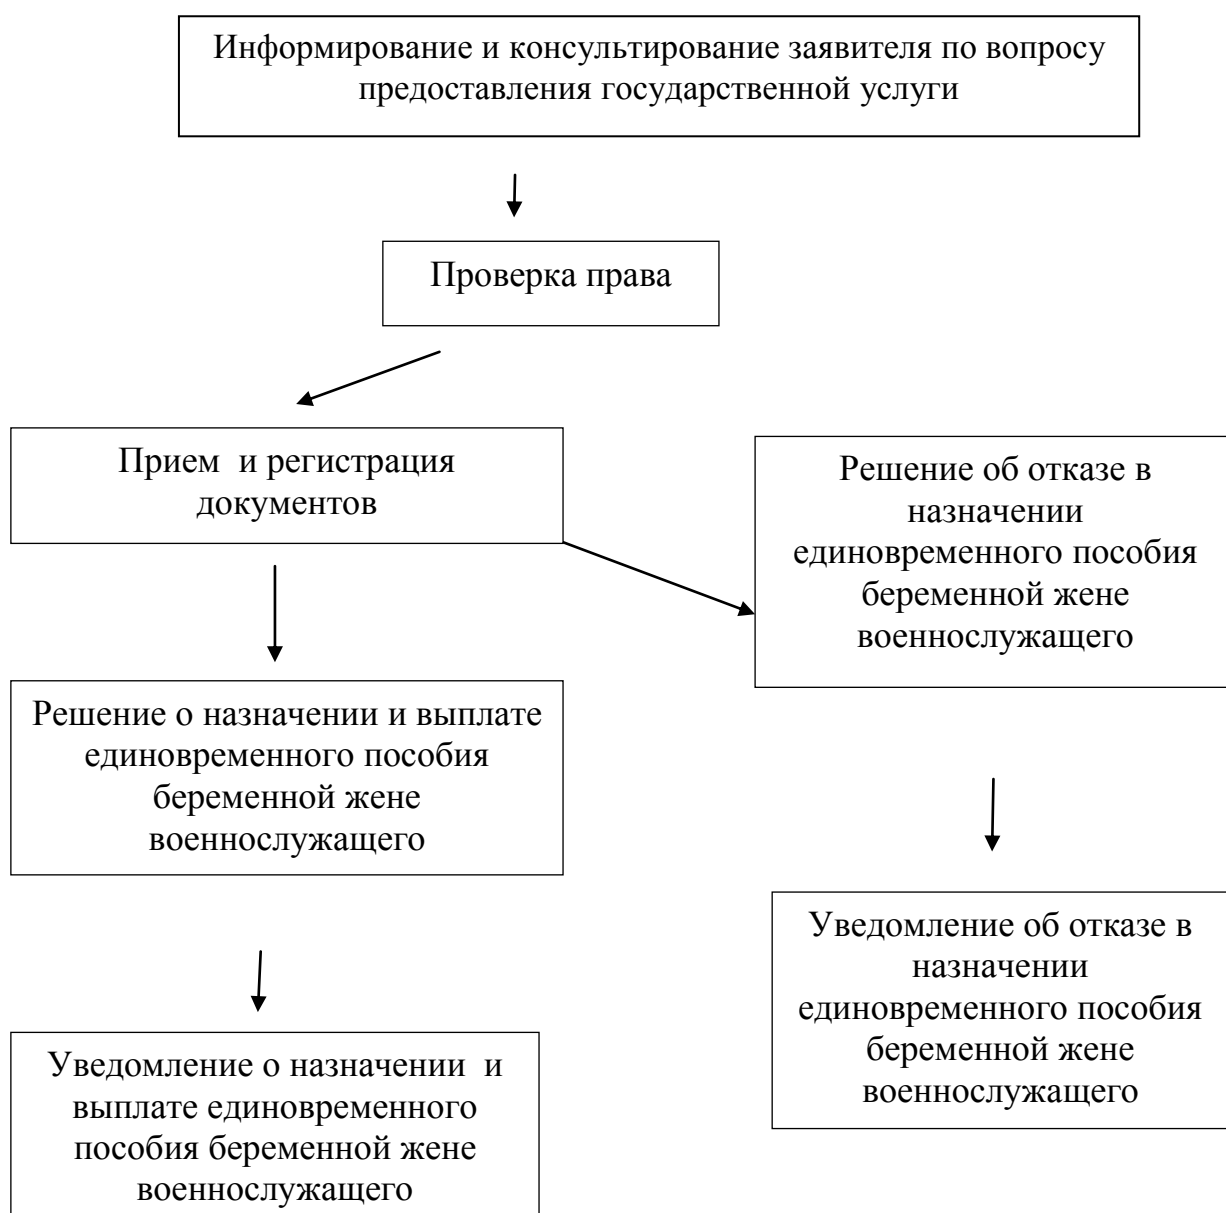 Информирование и консультирование заявителя по вопросу
предоставления государственной услуги
Проверка права
Прием  и регистрация
документов
Решение об отказе в
назначении
единовременного пособия
беременной жене
военнослужащего
Решение о назначении и выплате
единовременного пособия
беременной жене
военнослужащего
Уведомление об отказе в
назначении
единовременного пособия
беременной жене
военнослужащего
Уведомление о назначении  и
выплате единовременного
пособия беременной жене
военнослужащего